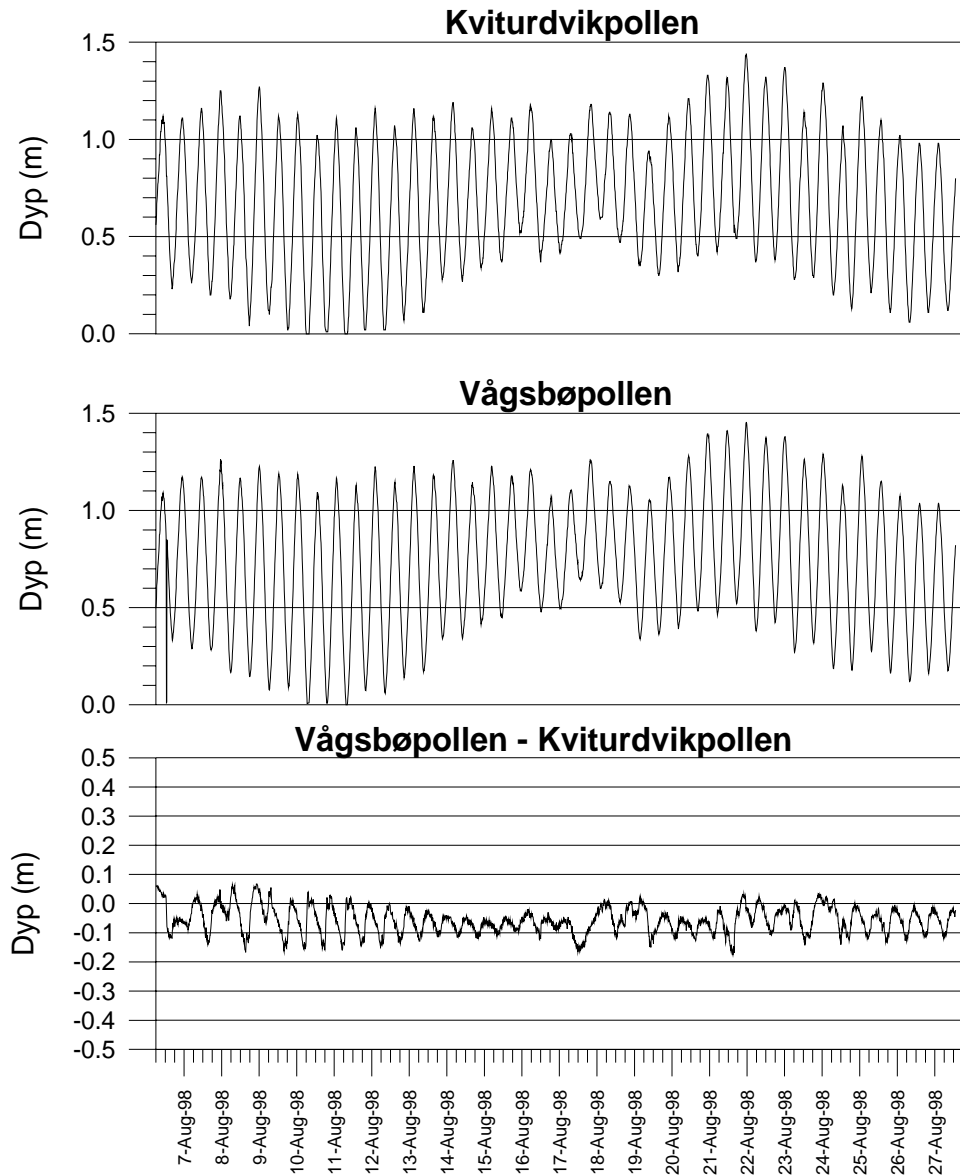 Kviturdvikpollen
1.5
1.0
0.5
0.0
Dyp (m)
Vågsbøpollen
1.5
1.0
0.5
0.0
Dyp (m)
Vågsbøpollen - Kviturdvikpollen
0.5
0.4
0.3
0.2
0.1
0.0
-0.1
-0.2
-0.3
-0.4
-0.5
Dyp (m)
7-Aug-98
8-Aug-98
9-Aug-98
10-Aug-98
11-Aug-98
12-Aug-98
13-Aug-98
14-Aug-98
15-Aug-98
16-Aug-98
17-Aug-98
18-Aug-98
19-Aug-98
20-Aug-98
21-Aug-98
22-Aug-98
23-Aug-98
24-Aug-98
25-Aug-98
26-Aug-98
27-Aug-98